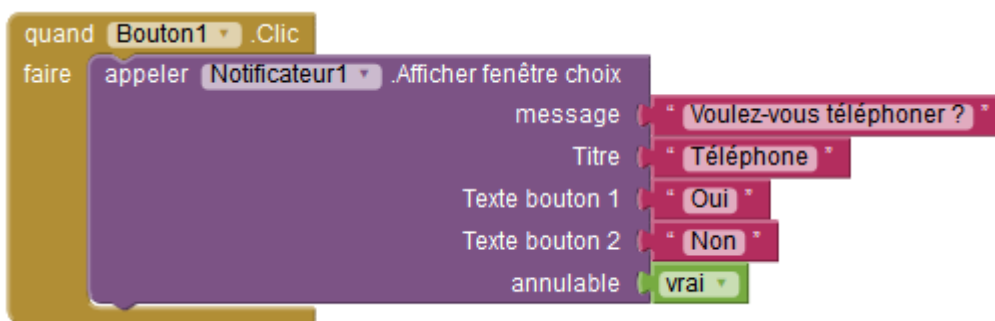 quand Bouton1 .Clic
faire appeler Notificateur1 .Afficher fenêtre choix
message " Voulez-vous téléphoner ? "
Titre " Téléphone "
Texte bouton 1 " Oui "
Texte bouton 2 " Non "
annulable vrai